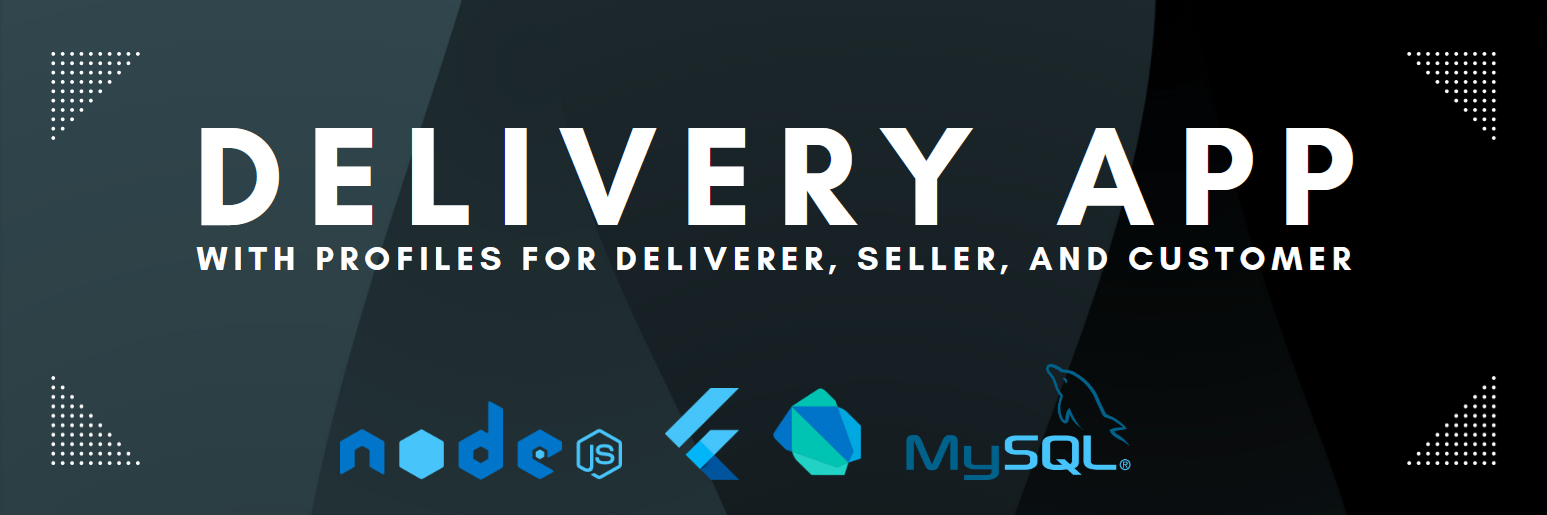 DELIVERY APP
WITH PROFILES FOR DELIVERER, SELLER, AND CUSTOMER
node JS MySQL®